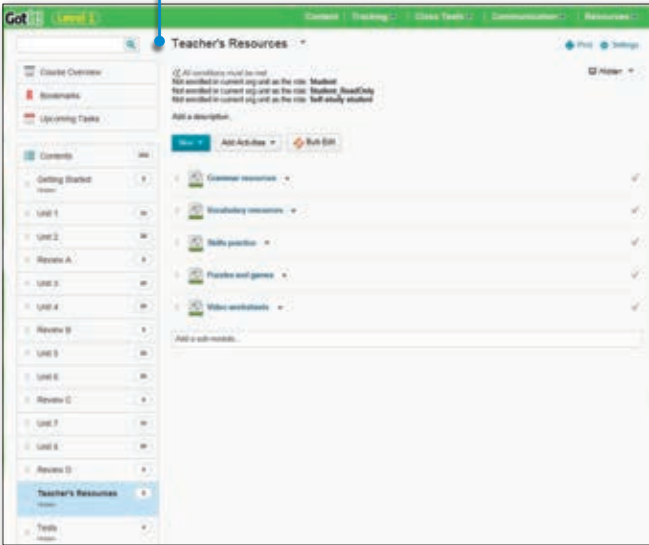 Got it! Level 1
Content Tracking Class Tools Communication Resources
Teacher's Resources
Print Settings
Course Overview
Bookmarks
Upcoming Tasks
All conditions must be met
Hidden
Not enrolled in current org unit as the role: Student
Not enrolled in current org unit as the role: Student_ReadOnly
Not enrolled in current org unit as the role: Self-study student
Add a description...
New Add Activities Bulk Edit
Contents
Getting Started
Hidden
Unit 1
Unit 2
Review A
Unit 3
Unit 4
Review B
Unit 5
Unit 6
Review C
Unit 7
Unit 8
Review D
Teacher's Resources
Hidden
Tests
Hidden
Grammar resources
Vocabulary resources
Skills practice
Puzzles and games
Video worksheets
Add a sub-module...